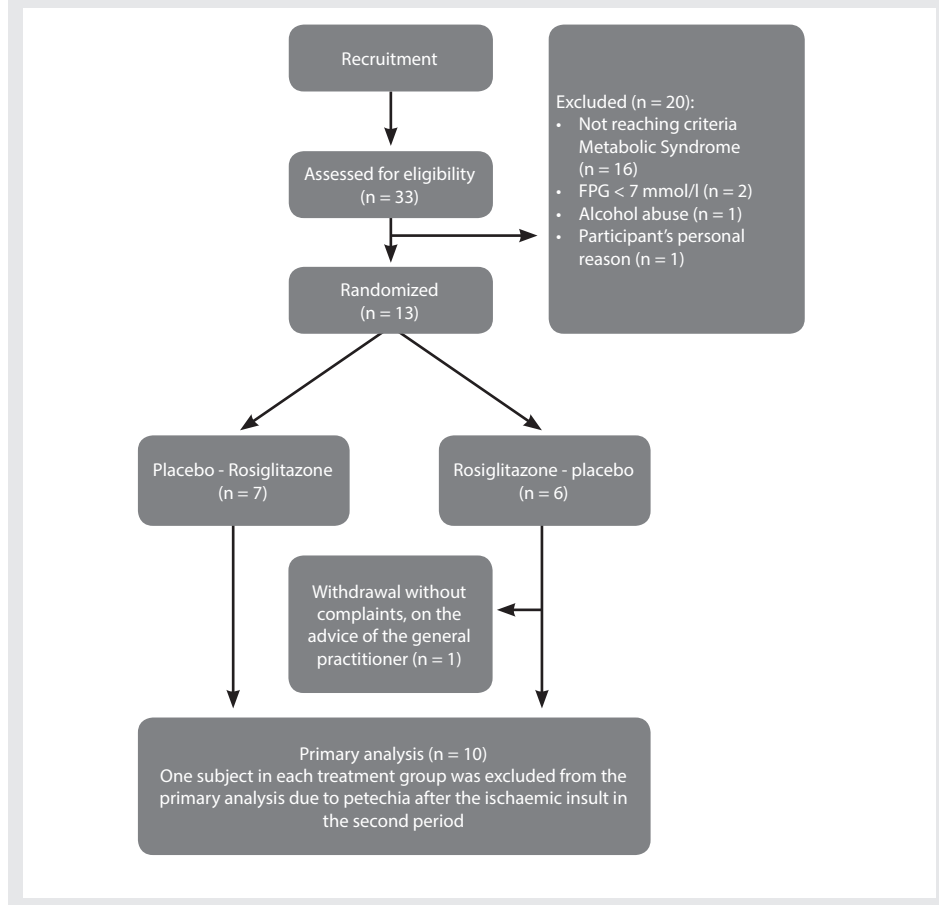 Recruitment
Assessed for eligibility
(n = 33)
Excluded (n = 20):
• Not reaching criteria
Metabolic Syndrome
(n = 16)
• FPG < 7 mmol/l (n = 2)
• Alcohol abuse (n = 1)
• Participant's personal
reason (n = 1)
Randomized
(n = 13)
Placebo - Rosiglitazone
(n = 7)
Rosiglitazone - placebo
(n = 6)
Withdrawal without
complaints, on the
advice of the general
practitioner (n = 1)
Primary analysis (n = 10)
One subject in each treatment group was excluded from the
primary analysis due to petechia after the ischaemic insult in
the second period